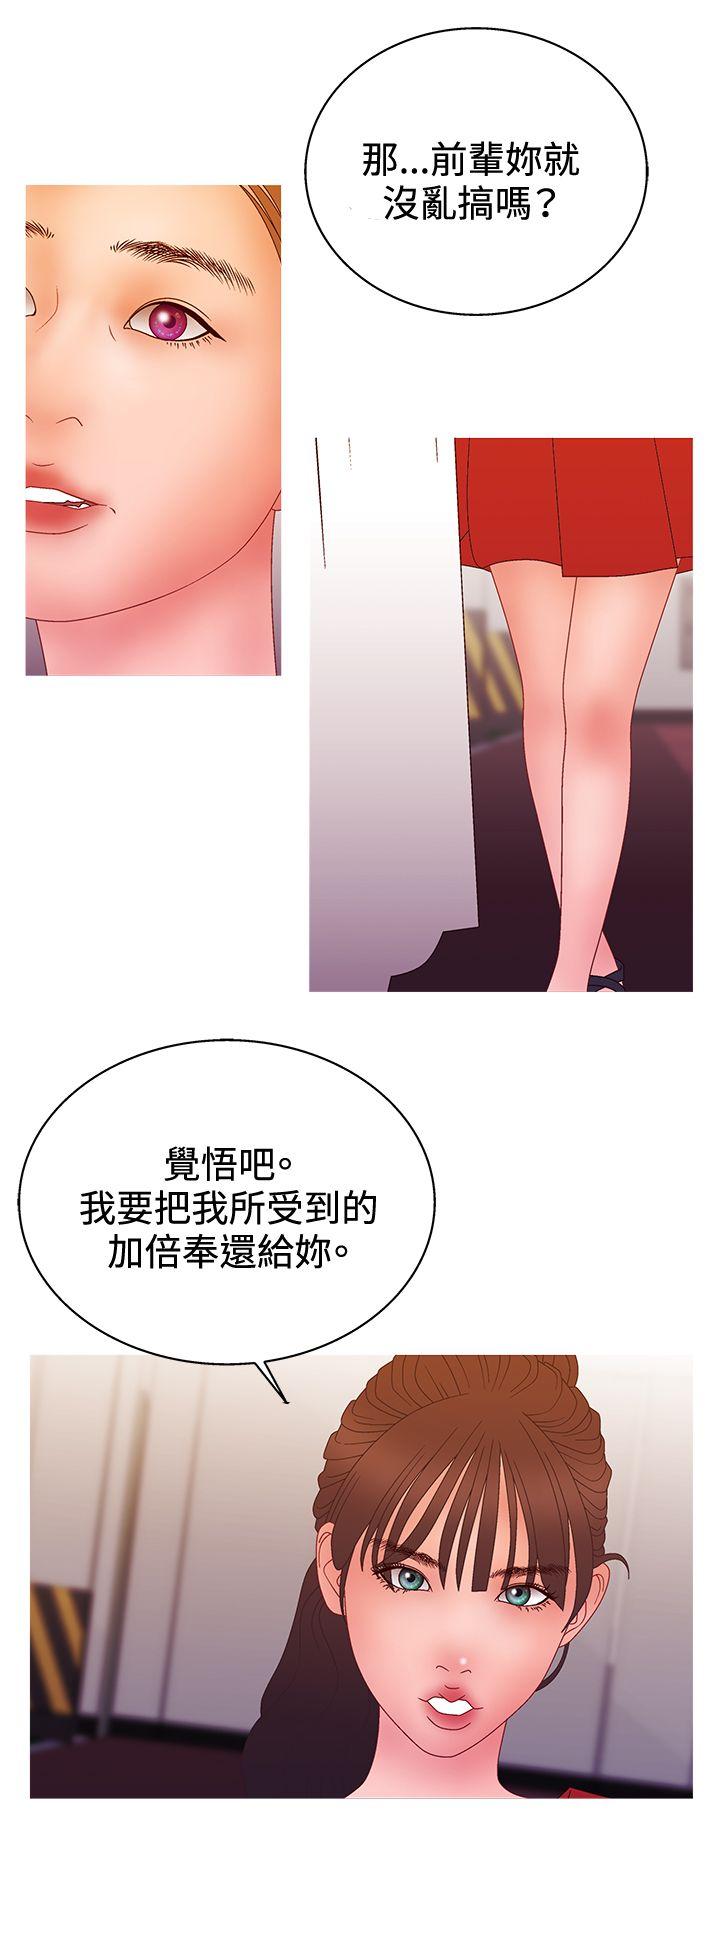 那...前輩妳就
沒亂搞嗎？
覺悟吧。
我要把我所受到的
加倍奉還給妳。